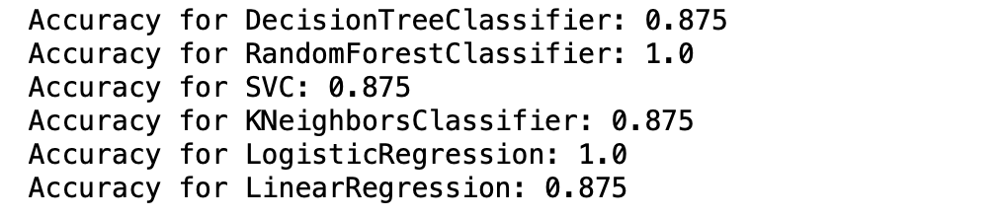 Accuracy for DecisionTreeClassifier: 0.875
Accuracy for RandomForestClassifier: 1.0
Accuracy for SVC: 0.875
Accuracy for KNeighborsClassifier: 0.875
Accuracy for LogisticRegression: 1.0
Accuracy for LinearRegression: 0.875